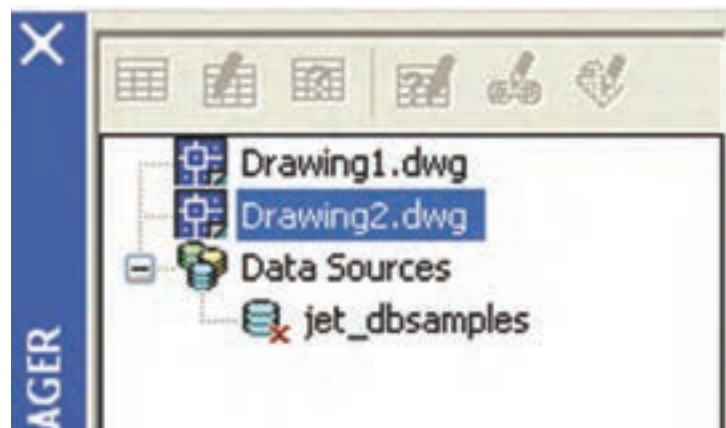 Drawing1.dwg
Drawing2.dwg
Data Sources
jet_dbsamples
AGER